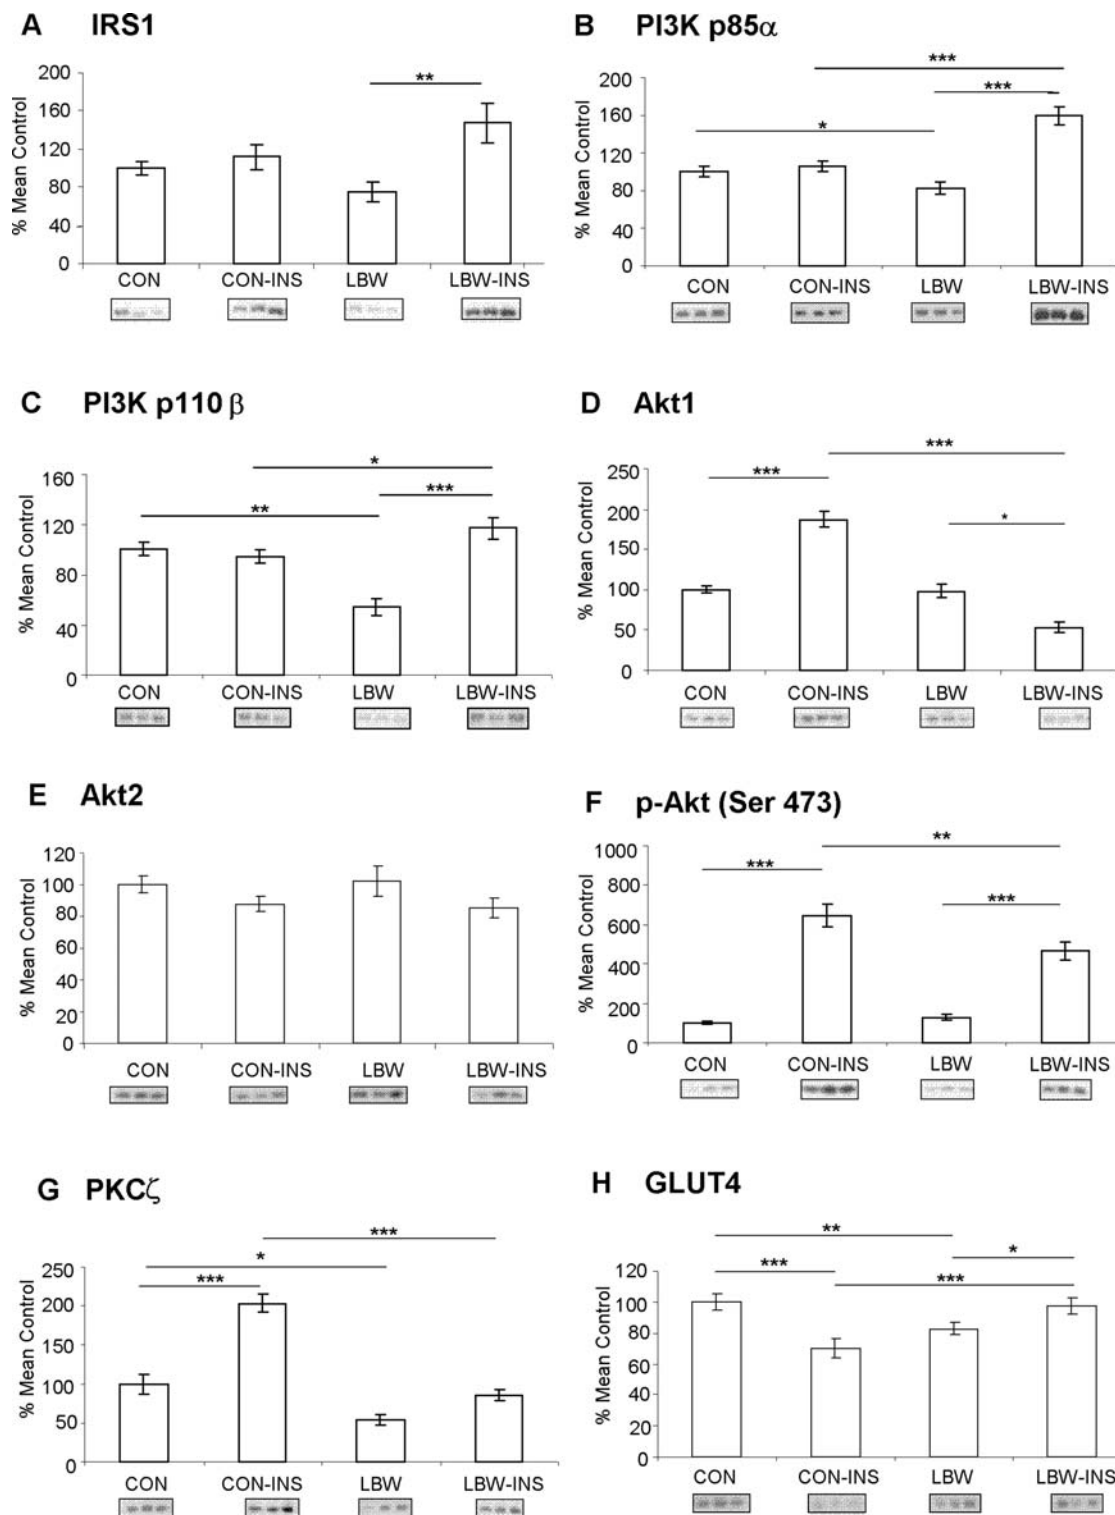 A IRS1
% Mean Control
200
160
120
80
40
0
**
CON CON-INS LBW LBW-INS
B PI3K p85α
% Mean Control
200
160
120
80
40
0
***
***
*
CON CON-INS LBW LBW-INS
C PI3K p110 β
% Mean Control
160
120
80
40
0
*
***
**
CON CON-INS LBW LBW-INS
D Akt1
% Mean Control
250
200
150
100
50
0
***
***
*
CON CON-INS LBW LBW-INS
E Akt2
% Mean Control
120
100
80
60
40
20
0
CON CON-INS LBW LBW-INS
F p-Akt (Ser 473)
% Mean Control
1000
800
600
400
200
0
**
***
***
CON CON-INS LBW LBW-INS
G PKCζ
% Mean Control
250
200
150
100
50
0
***
*
***
CON CON-INS LBW LBW-INS
H GLUT4
% Mean Control
120
100
80
60
40
20
0
**
*
***
***
CON CON-INS LBW LBW-INS